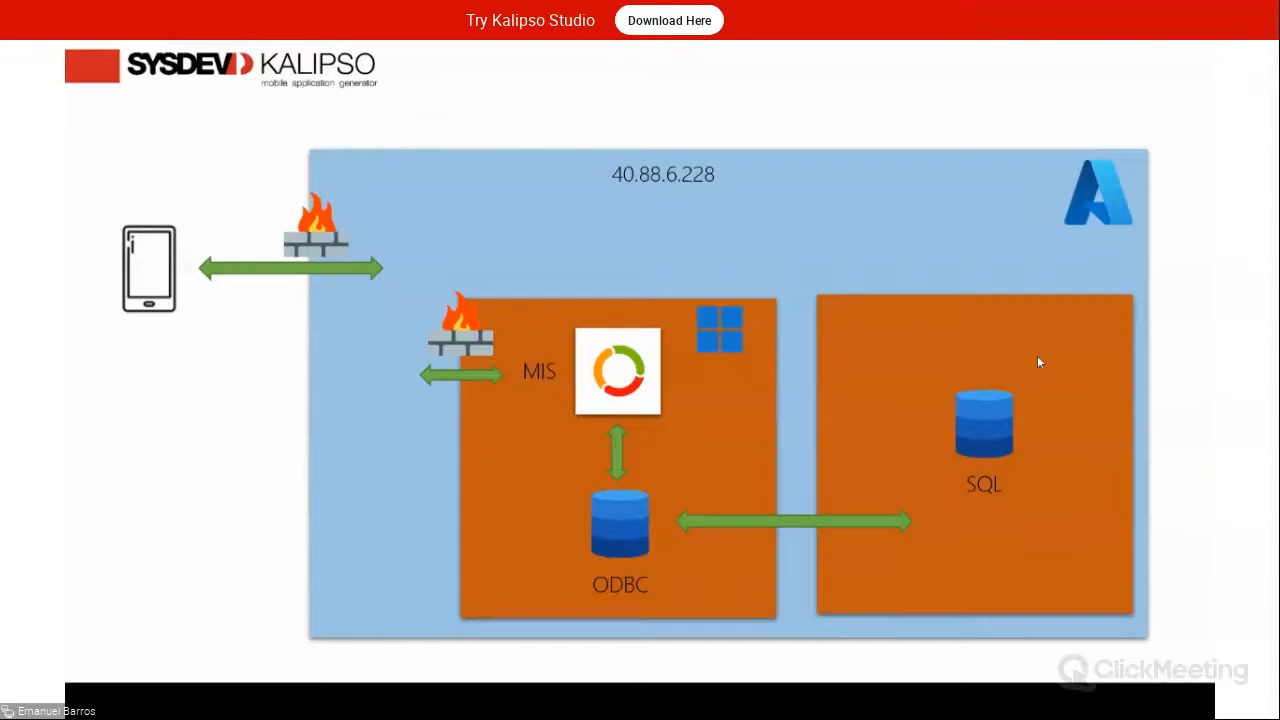 Try Kalipso Studio
Download Here
SYSDEV KALIPSO
mobile application generator
40.88.6.228
MIS
SQL
ODBC
ClickMeeting
Emanuel Barros